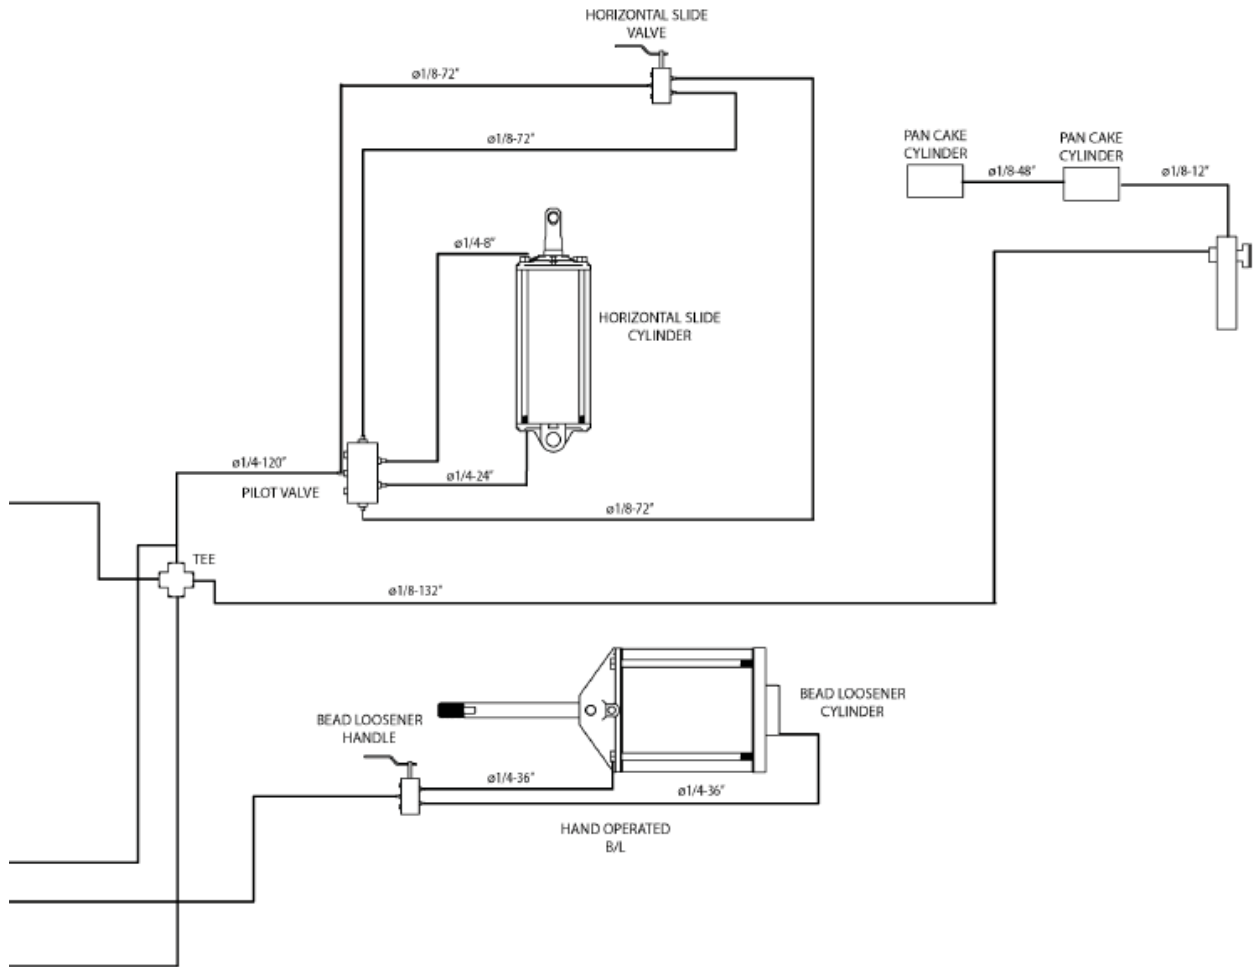 HORIZONTAL SLIDE
VALVE
ø1/8-72"
ø1/8-72"
PAN CAKE
CYLINDER
PAN CAKE
CYLINDER
ø1/8-48"
ø1/8-12"
ø1/4-8"
HORIZONTAL SLIDE
CYLINDER
ø1/4-120"
PILOT VALVE
ø1/4-24"
ø1/8-72"
TEE
ø1/8-132"
BEAD LOOSENER
CYLINDER
BEAD LOOSENER
HANDLE
ø1/4-36"
ø1/4-36"
HAND OPERATED
B/L